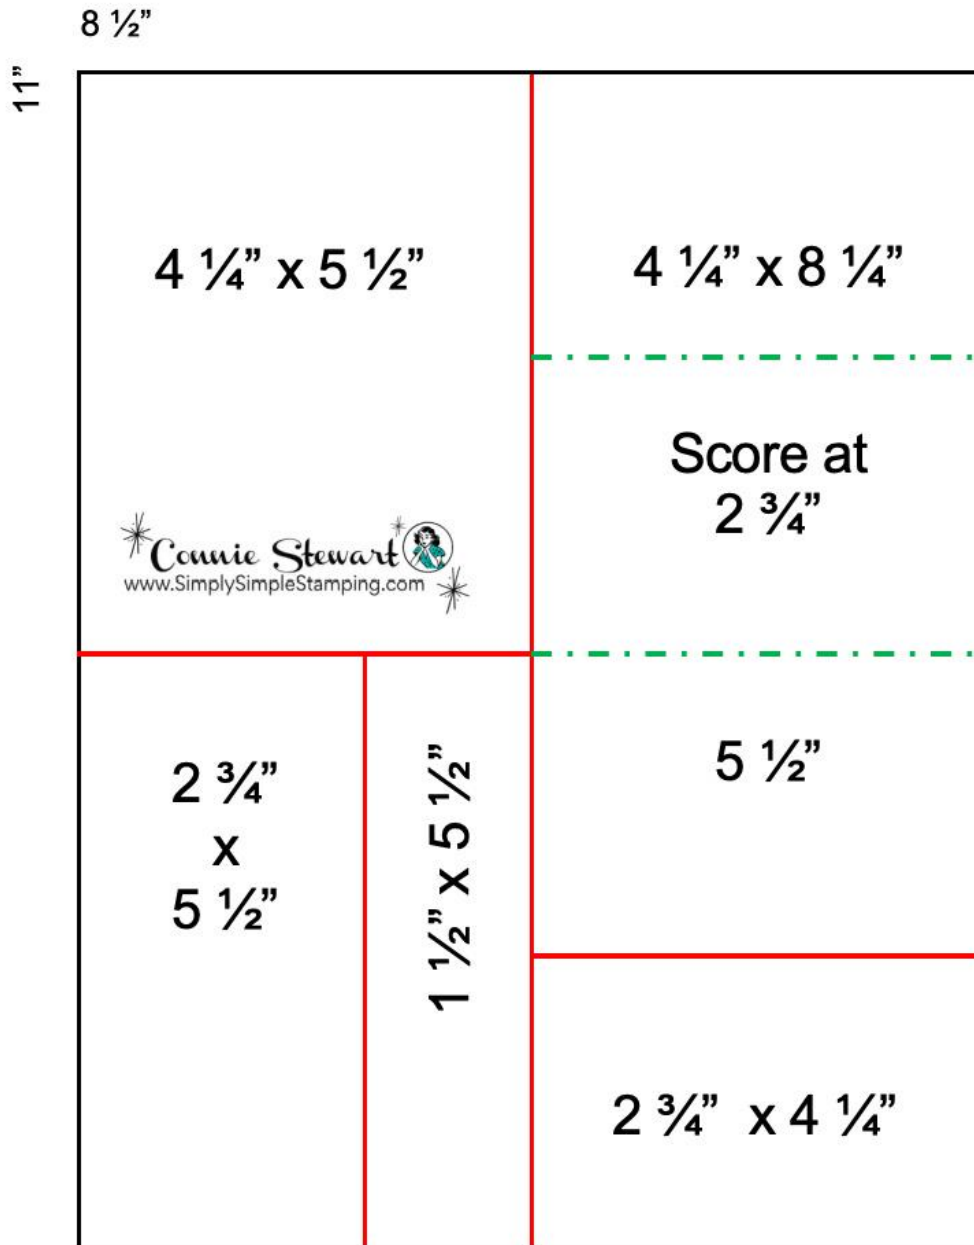 8 ½”
11”
4 ¼” x 5 ½”
4 ¼” x 8 ¼”
Score at
2 ¾”
Connie Stewart
www.SimplySimpleStamping.com
5 ½”
2 ¾”
x
5 ½”
1 ½” x 5 ½”
2 ¾” x 4 ¼”